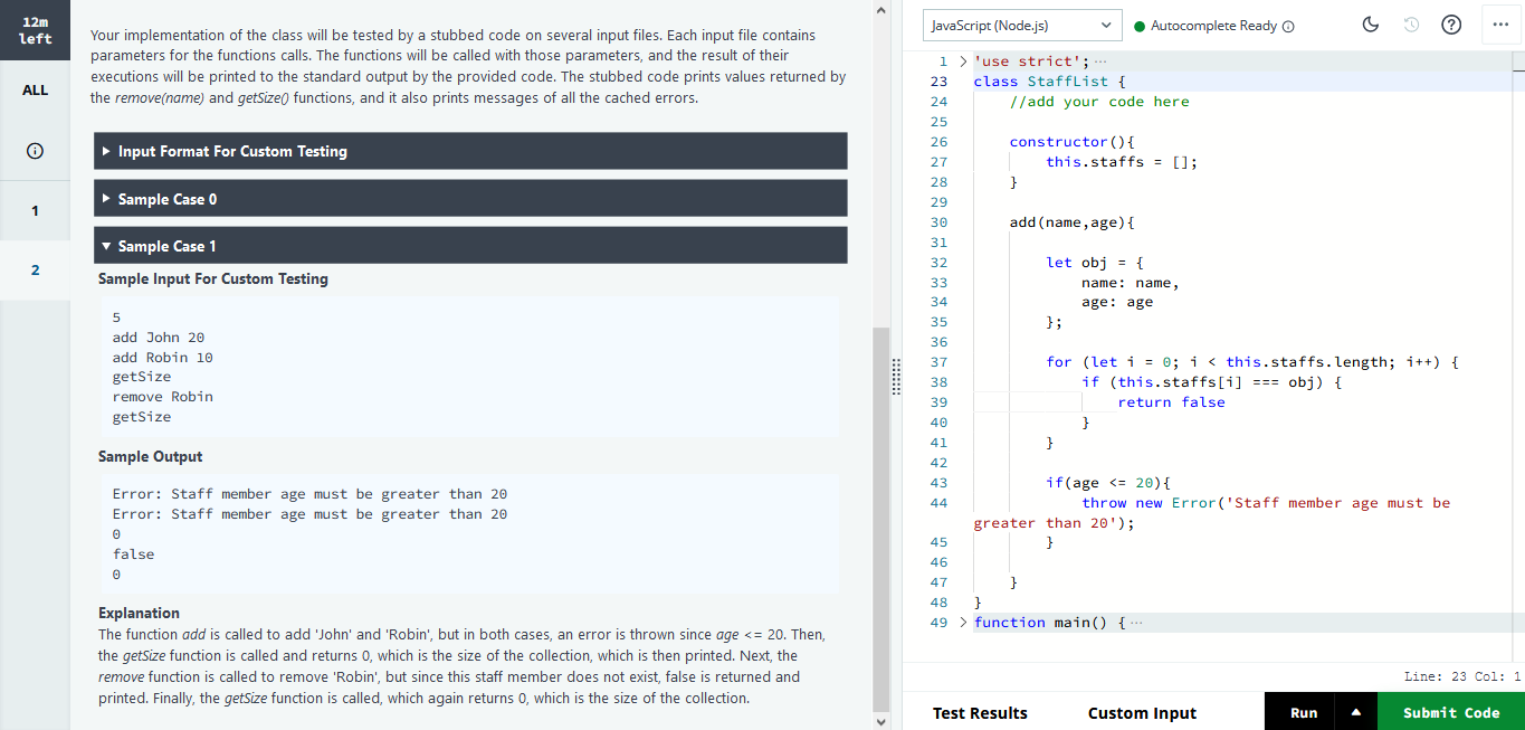 12m
left
ALL
1
2
Your implementation of the class will be tested by a stubbed code on several input files. Each input file contains
parameters for the functions calls. The functions will be called with those parameters, and the result of their
executions will be printed to the standard output by the provided code. The stubbed code prints values returned by
the remove(name) and getSize() functions, and it also prints messages of all the cached errors.
Input Format For Custom Testing
Sample Case 0
Sample Case 1
Sample Input For Custom Testing
5
add John 20
add Robin 10
getSize
remove Robin
getSize
Sample Output
Error: Staff member age must be greater than 20
Error: Staff member age must be greater than 20
0
false
0
Explanation
The function add is called to add 'John' and 'Robin', but in both cases, an error is thrown since age <= 20. Then,
the getSize function is called and returns 0, which is the size of the collection, which is then printed. Next, the
remove function is called to remove 'Robin', but since this staff member does not exist, false is returned and
printed. Finally, the getSize function is called, which again returns 0, which is the size of the collection.
JavaScript (Node.js)
Autocomplete Ready
1 'use strict'; ...
23 class StaffList {
24 //add your code here
25
26 constructor(){
27 this.staffs = [];
28 }
29
30 add(name,age){
31
32 let obj = {
33 name: name,
34 age: age
35 };
36
37 for (let i = 0; i < this.staffs.length; i++) {
38 if (this.staffs[i] === obj) {
39 return false
40 }
41 }
42
43 if(age <= 20){
44 throw new Error('Staff member age must be
greater than 20');
45 }
46
47 }
48 }
49 function main() { ...
Line: 23 Col: 1
Test Results
Custom Input
Run
Submit Code